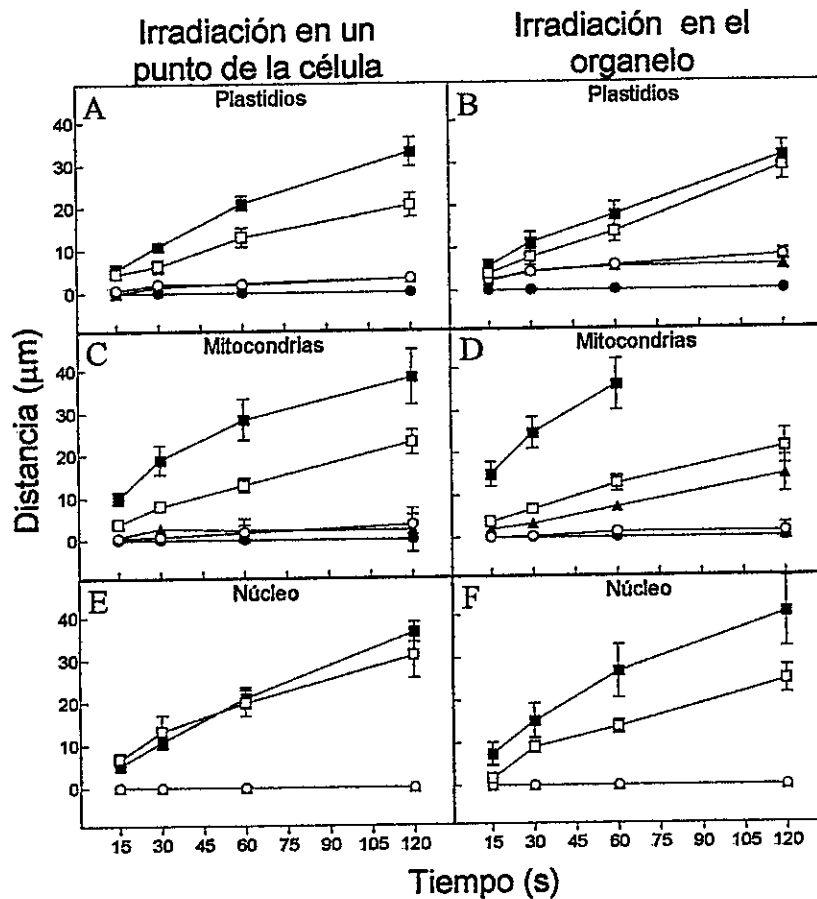 Irradiación en un
punto de la célula
Irradiación en el
organelo
A
Plastidios
B
Plastidios
40
30
20
10
0
C
Mitocondrias
D
Mitocondrias
40
30
20
10
0
E
Núcleo
F
Núcleo
40
30
20
10
0
Distancia (µm)
15 30 45 60 75 90 105 120
15 30 45 60 75 90 105 120
Tiempo (s)